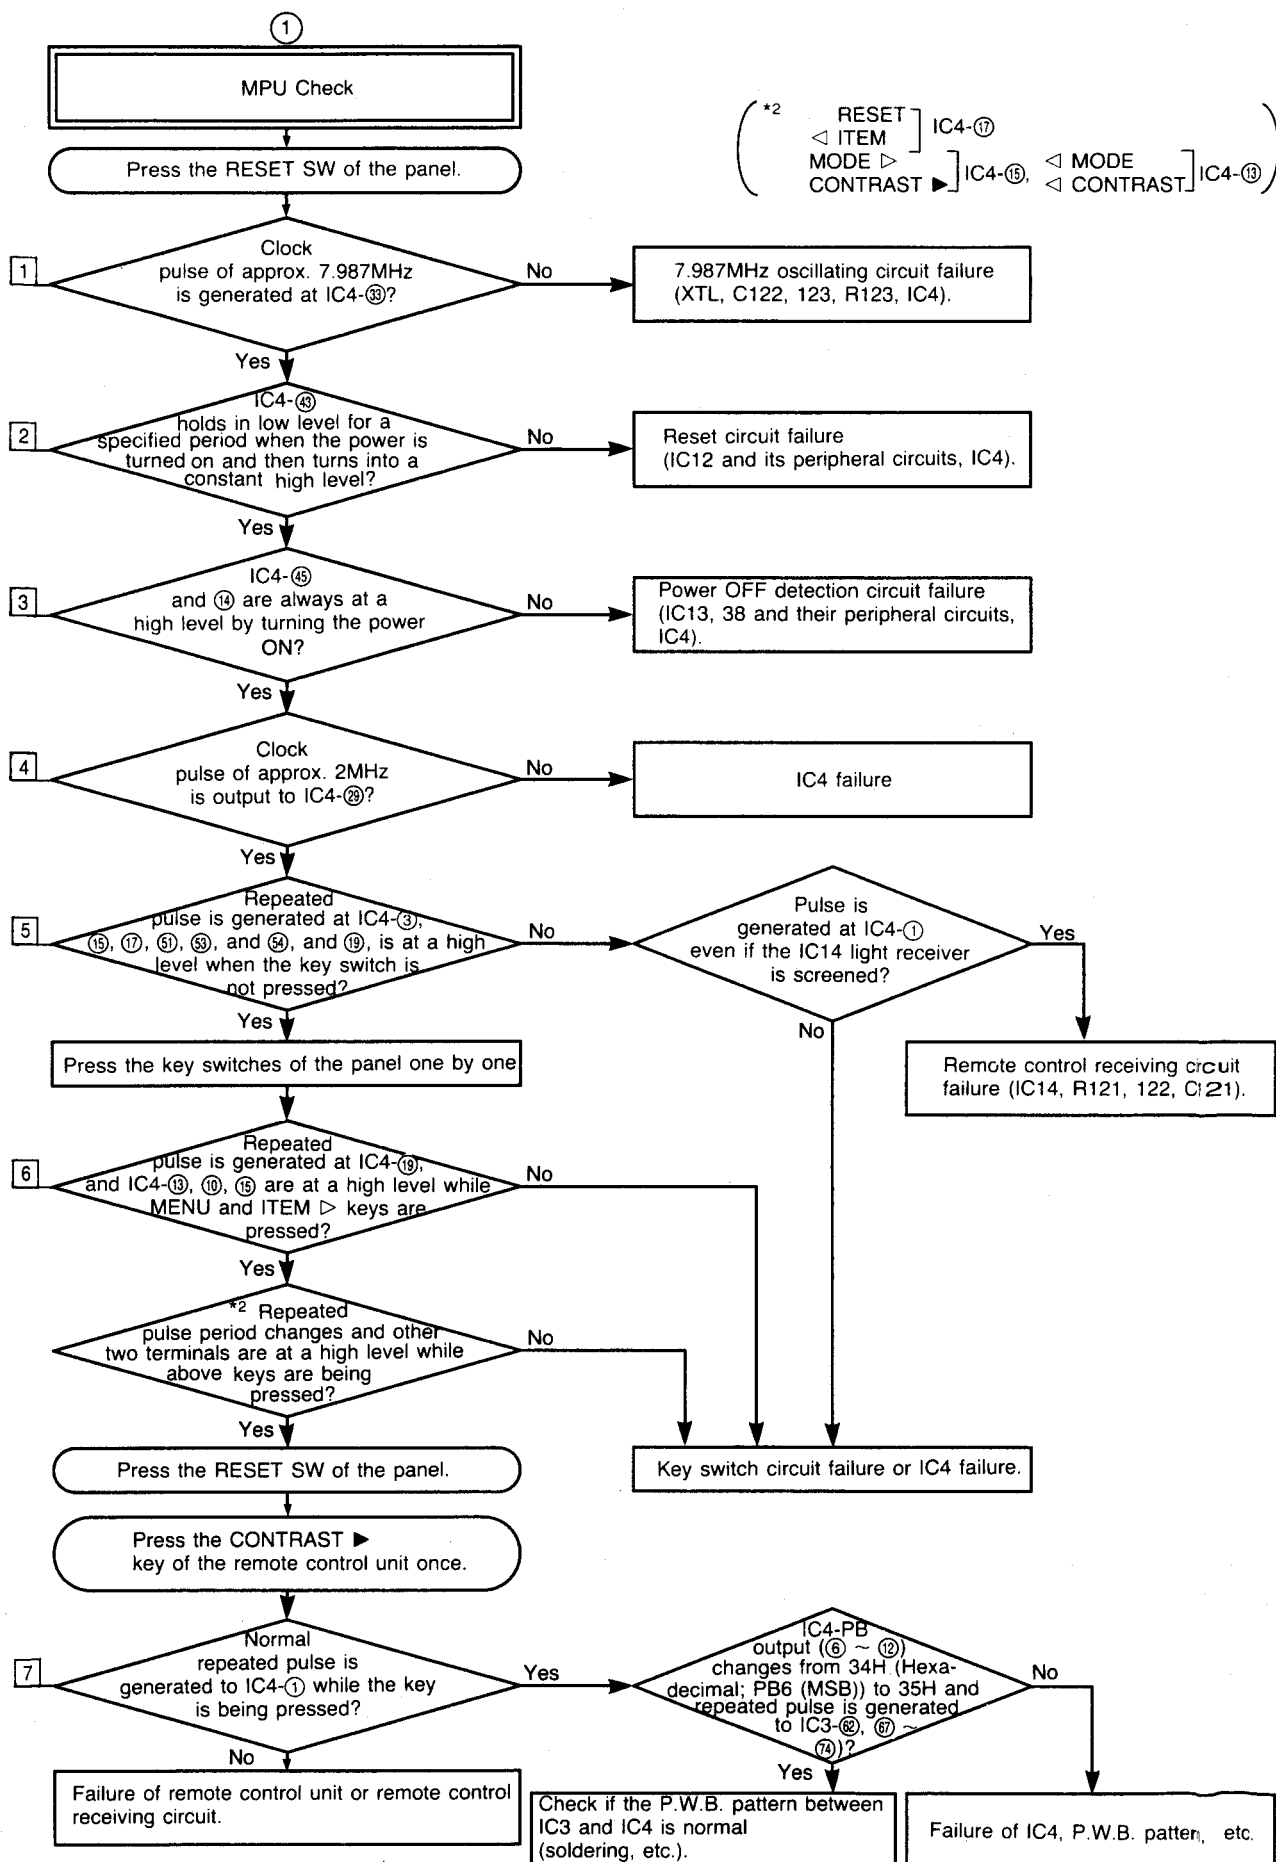 ①
MPU Check
*2 RESET
◁ ITEM
IC4-⑰
MODE ▷
CONTRAST ▶
IC4-⑮,
◁ MODE
◁ CONTRAST
IC4-⑬
Press the RESET SW of the panel.
1
Clock
pulse of approx. 7.987MHz
is generated at IC4-㉝?
No
7.987MHz oscillating circuit failure
(XTL, C122, 123, R123, IC4).
Yes
2
IC4-㊸
holds in low level for a
specified period when the power is
turned on and then turns into a
constant high level?
No
Reset circuit failure
(IC12 and its peripheral circuits, IC4).
Yes
3
IC4-㊺
and ⑭ are always at a
high level by turning the power
ON?
No
Power OFF detection circuit failure
(IC13, 38 and their peripheral circuits,
IC4).
Yes
4
Clock
pulse of approx. 2MHz
is output to IC4-㉙?
No
IC4 failure
Yes
5
Repeated
pulse is generated at IC4-③,
⑮, ⑰, (51), (53), and (54), and ⑲, is at a high
level when the key switch is
not pressed?
No
Pulse is
generated at IC4-①
even if the IC14 light receiver
is screened?
Yes
Yes
No
Press the key switches of the panel one by one
Remote control receiving circuit
failure (IC14, R121, 122, C121).
6
Repeated
pulse is generated at IC4-⑲,
and IC4-⑬, ⑩, ⑮ are at a high level while
MENU and ITEM ▷ keys are
pressed?
No
Yes
*2 Repeated
pulse period changes and other
two terminals are at a high level while
above keys are being
pressed?
No
Yes
Press the RESET SW of the panel.
Key switch circuit failure or IC4 failure.
Press the CONTRAST ▶
key of the remote control unit once.
7
Normal
repeated pulse is
generated to IC4-① while the key
is being pressed?
Yes
IC4-PB
output (⑥ ~ ⑫)
changes from 34H (Hexa-
decimal; PB6 (MSB)) to 35H and
repeated pulse is generated
to IC3-(62), (67) ~
(74))?
No
No
Yes
Failure of remote control unit or remote control
receiving circuit.
Check if the P.W.B. pattern between
IC3 and IC4 is normal
(soldering, etc.).
Failure of IC4, P.W.B. pattern, etc.